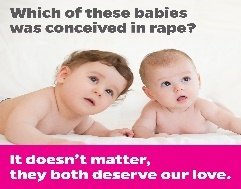 Which of these babies
was conceived in rape?
It doesn't matter,
they both deserve our love.